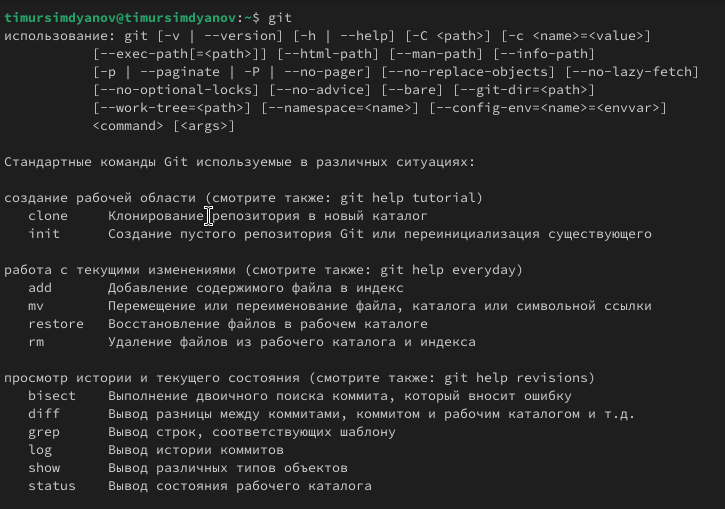 timursimdyanov@timursimdyanov:~$ git
использование: git [-v | --version] [-h | --help] [-C <path>] [-c <name>=<value>]
[--exec-path[=<path>]] [--html-path] [--man-path] [--info-path]
[-p | --paginate | -P | --no-pager] [--no-replace-objects] [--no-lazy-fetch]
[--no-optional-locks] [--no-advice] [--bare] [--git-dir=<path>]
[--work-tree=<path>] [--namespace=<name>] [--config-env=<name>=<envvar>]
<command> [<args>]
Стандартные команды Git используемые в различных ситуациях:
создание рабочей области (смотрите также: git help tutorial)
clone Клонирование репозитория в новый каталог
init Создание пустого репозитория Git или переинициализация существующего
работа с текущими изменениями (смотрите также: git help everyday)
add Добавление содержимого файла в индекс
mv Перемещение или переименование файла, каталога или символьной ссылки
restore Восстановление файлов в рабочем каталоге
rm Удаление файлов из рабочего каталога и индекса
просмотр истории и текущего состояния (смотрите также: git help revisions)
bisect Выполнение двоичного поиска коммита, который вносит ошибку
diff Вывод разницы между коммитами, коммитом и рабочим каталогом и т.д.
grep Вывод строк, соответствующих шаблону
log Вывод истории коммитов
show Вывод различных типов объектов
status Вывод состояния рабочего каталога